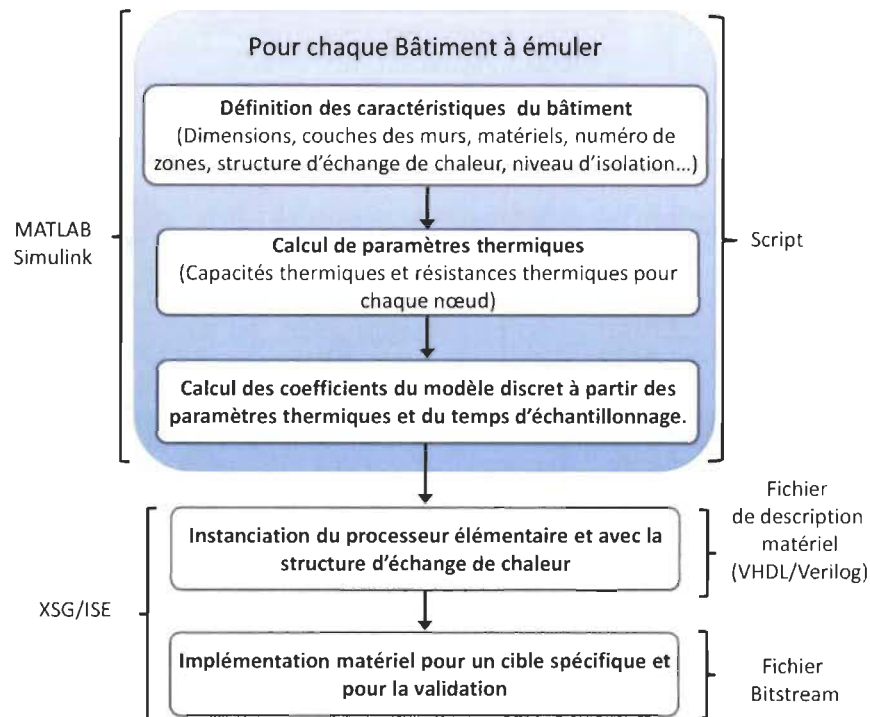 Pour chaque Bâtiment à émuler
Définition des caractéristiques du bâtiment
(Dimensions, couches des murs, matériels, numéro de
zones, structure d'échange de chaleur, niveau d'isolation...)
MATLAB
Simulink
Calcul de paramètres thermiques
(Capacités thermiques et résistances thermiques pour
chaque nœud)
Script
Calcul des coefficients du modèle discret à partir des
paramètres thermiques et du temps d'échantillonnage.
Instanciation du processeur élémentaire et avec la
structure d'échange de chaleur
Fichier
de description
matériel
(VHDL/Verilog)
XSG/ISE
Implémentation matériel pour un cible spécifique et
pour la validation
Fichier
Bitstream